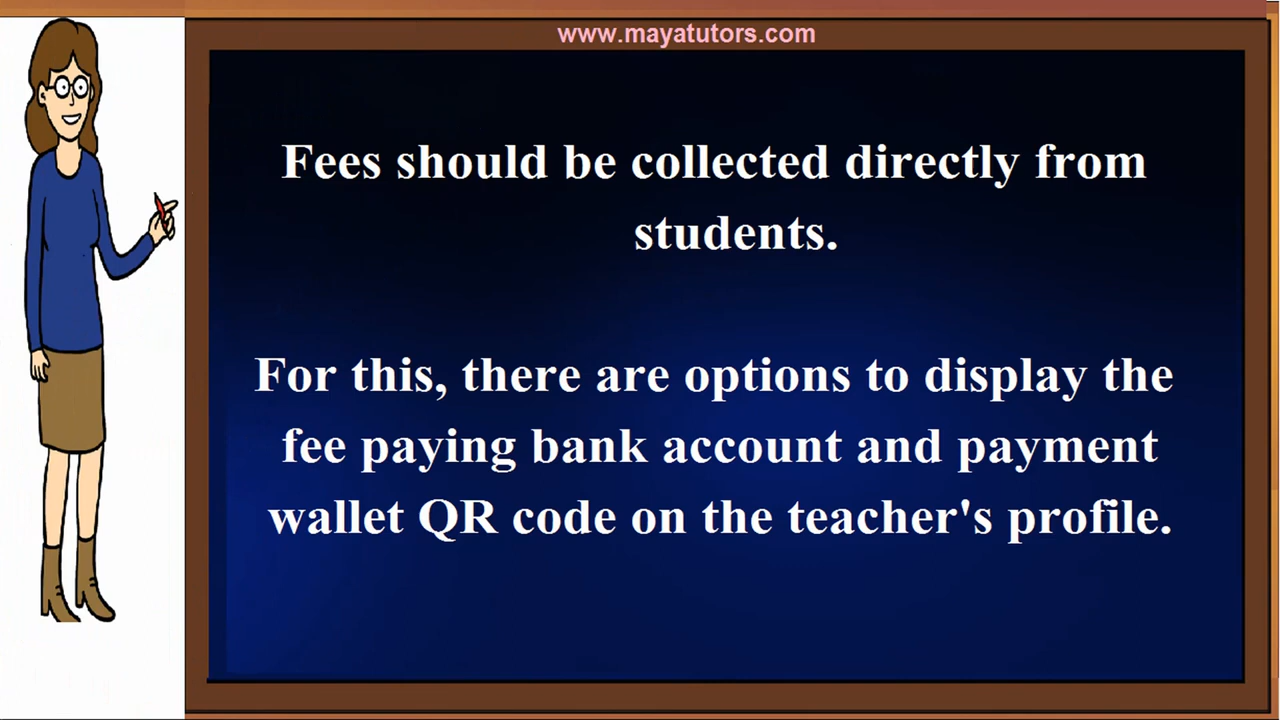 www.mayatutors.com
Fees should be collected directly from
students.
For this, there are options to display the
fee paying bank account and payment
wallet QR code on the teacher's profile.